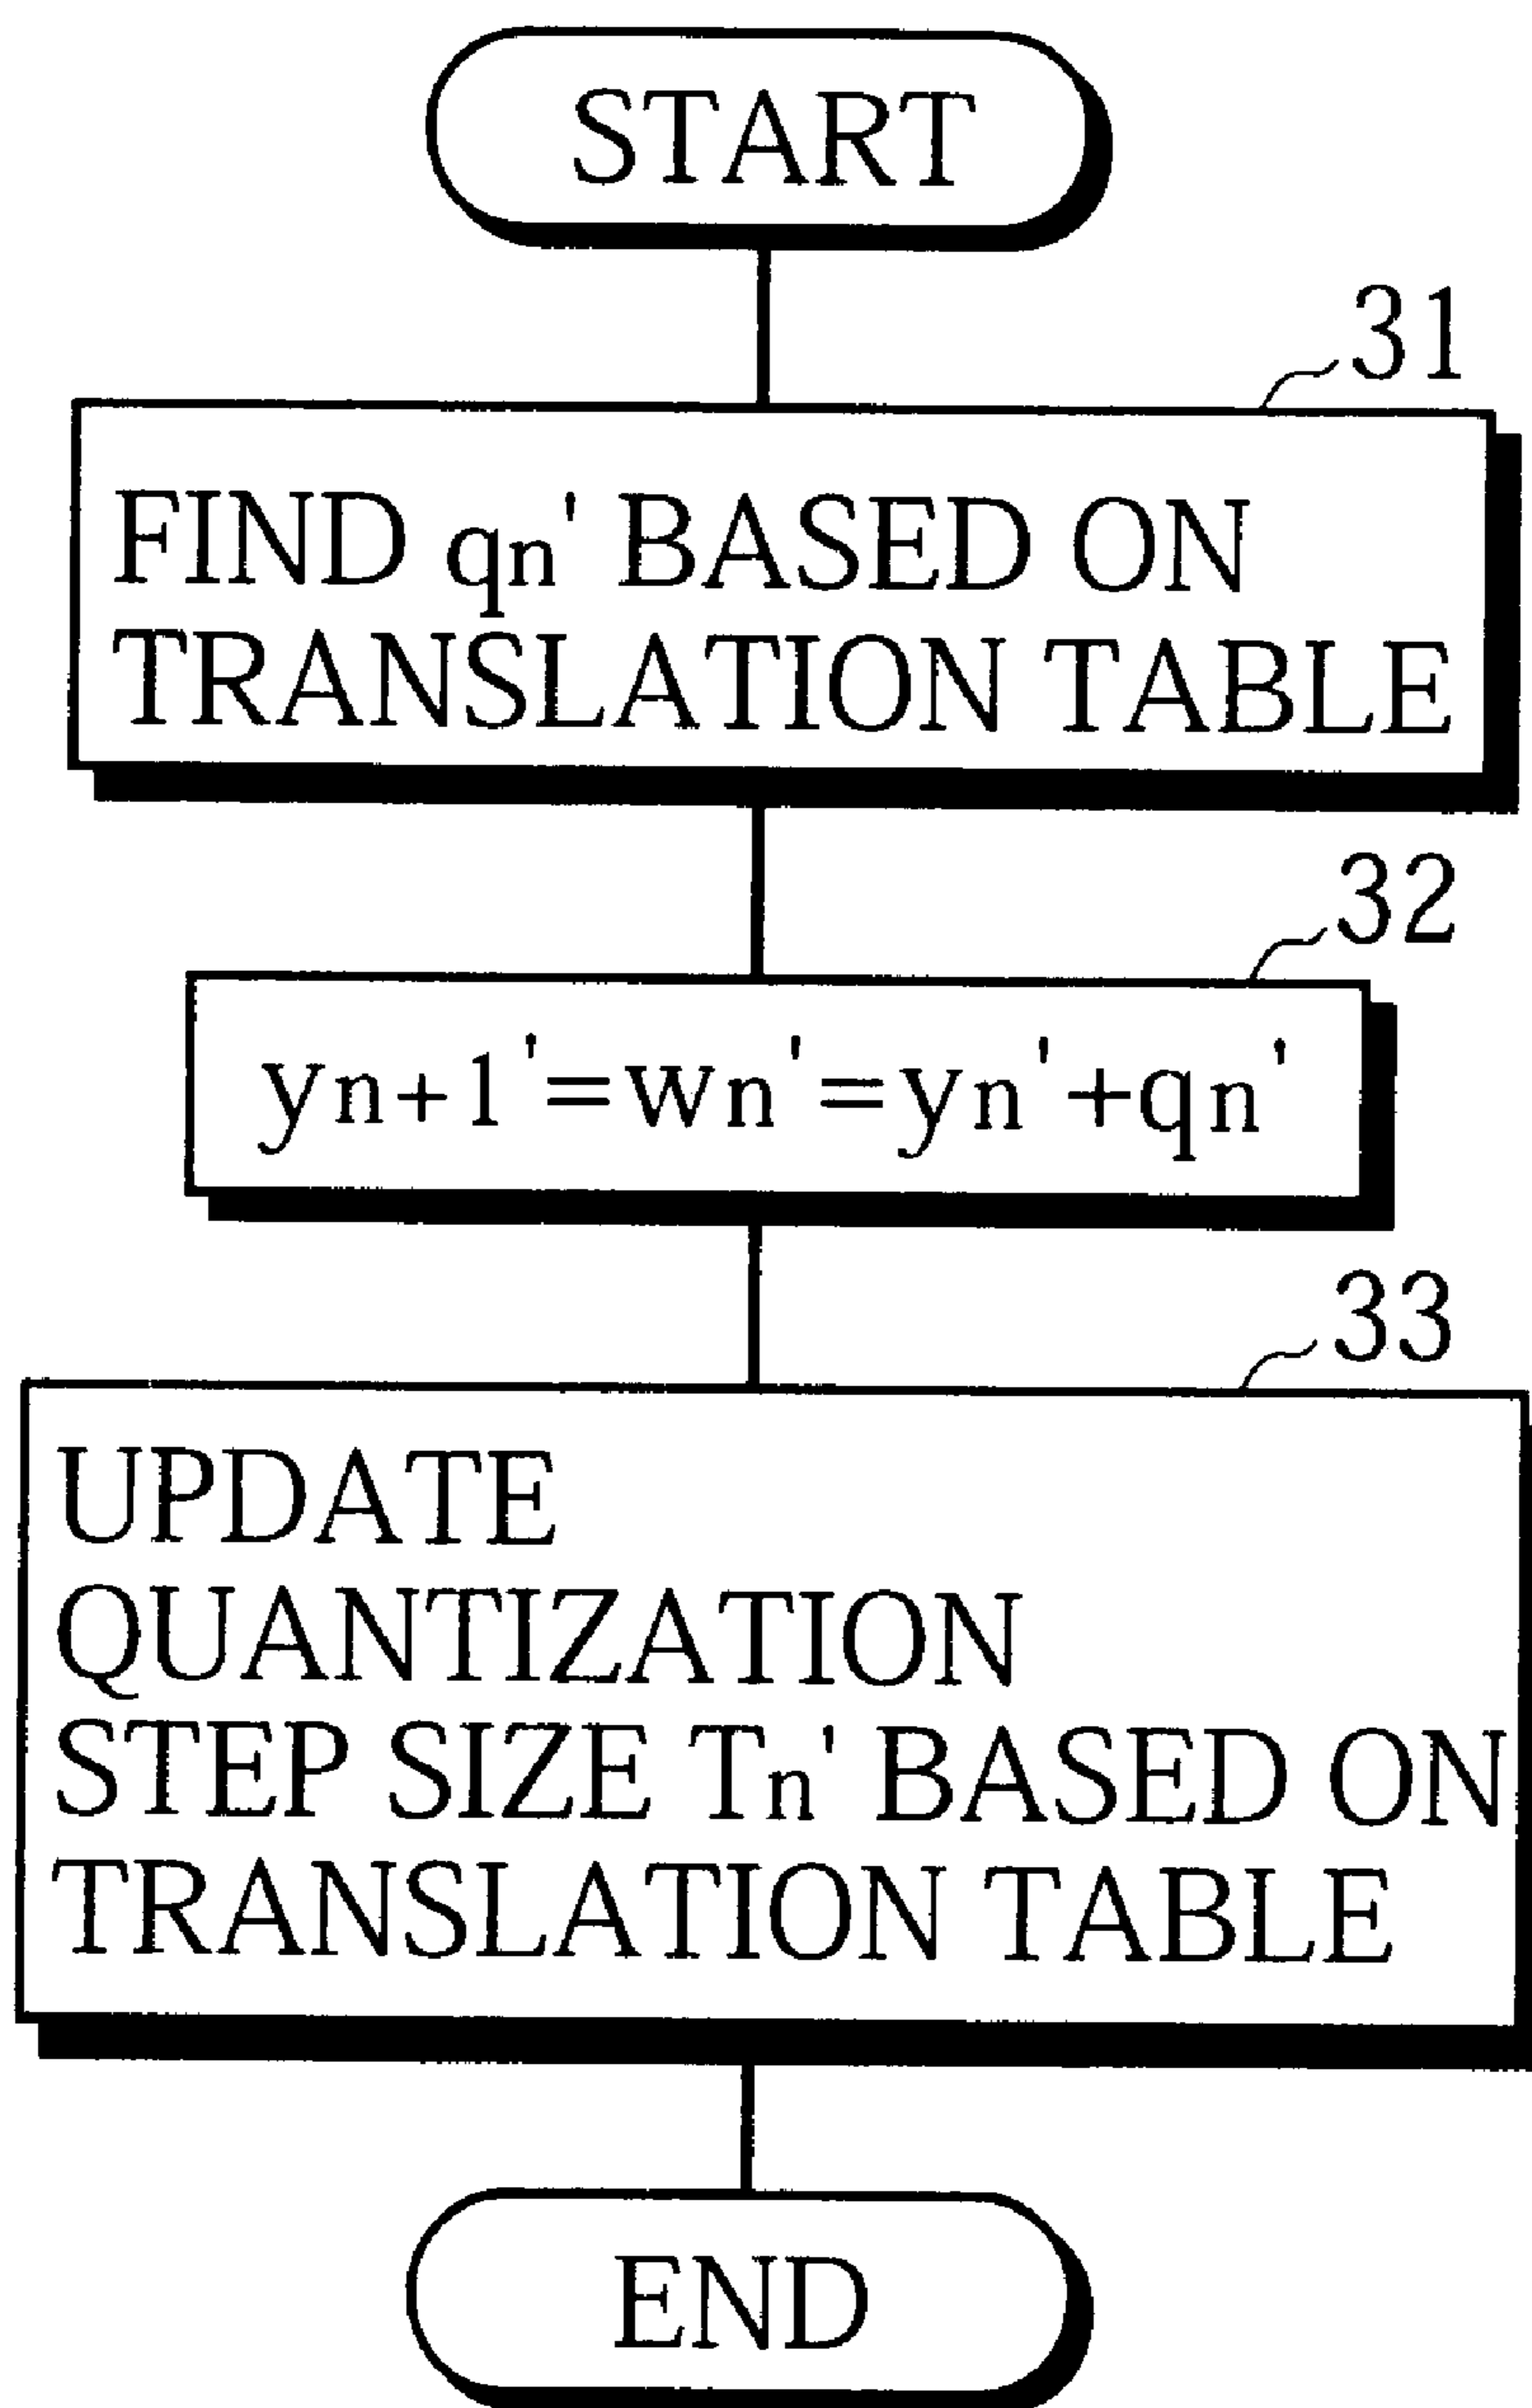 START
31
FIND qn' BASED ON
TRANSLATION TABLE
32
yn+1'=wn'=yn'+qn'
33
UPDATE
QUANTIZATION
STEP SIZE Tn' BASED ON
TRANSLATION TABLE
END